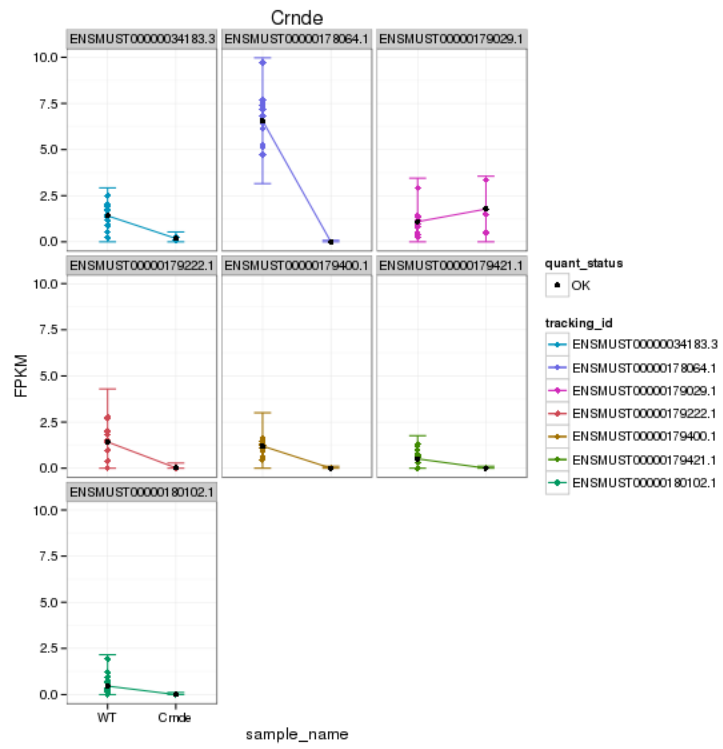 Crnde
ENSMUST00000034183.3 ENSMUST00000178064.1 ENSMUST00000179029.1
10.0
7.5
5.0
2.5
0.0
ENSMUST00000179222.1 ENSMUST00000179400.1 ENSMUST00000179421.1
10.0
7.5
5.0
2.5
0.0
ENSMUST00000180102.1
10.0
7.5
5.0
2.5
0.0
WT Crnde
sample_name
FPKM
quant_status
OK
tracking_id
ENSMUST00000034183.3
ENSMUST00000178064.1
ENSMUST00000179029.1
ENSMUST00000179222.1
ENSMUST00000179400.1
ENSMUST00000179421.1
ENSMUST00000180102.1